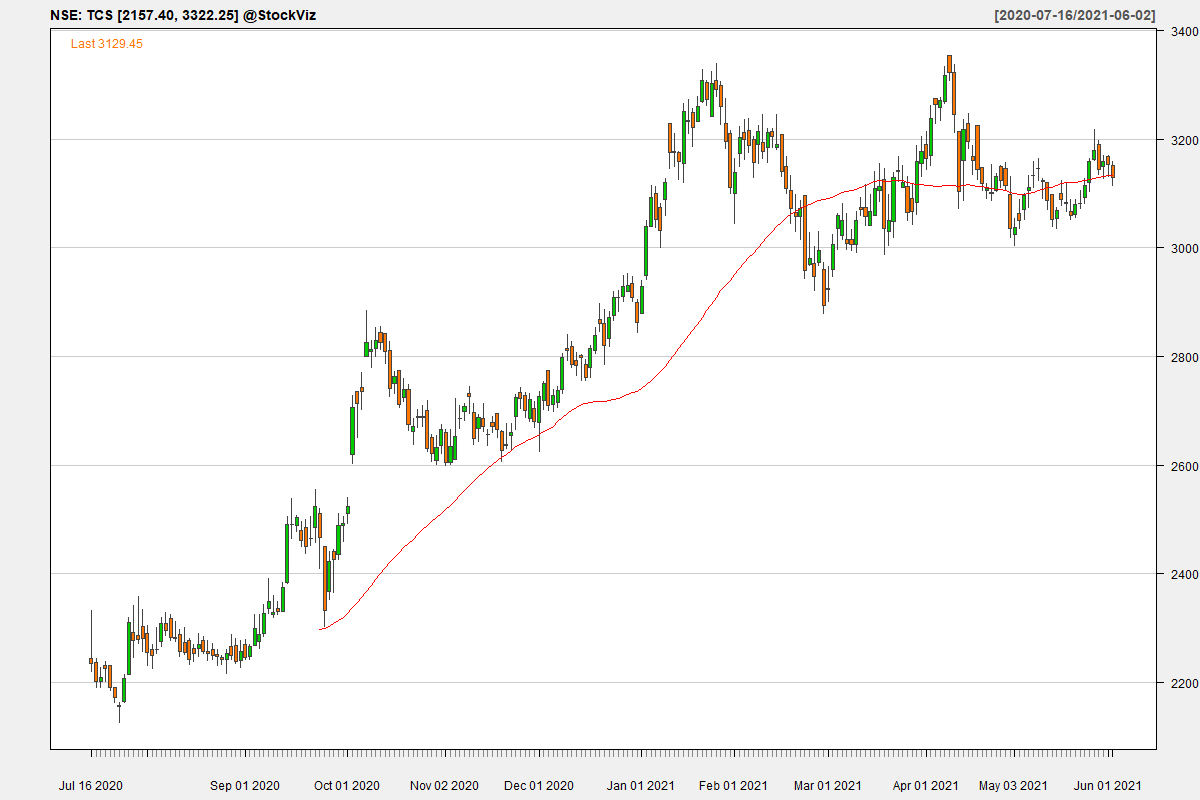 NSE: TCS [2157.40, 3322.25] @StockViz
[2020-07-16/2021-06-02]
Last 3129.45
3400
3200
3000
2800
2600
2400
2200
Jul 16 2020 Sep 01 2020 Oct 01 2020 Nov 02 2020 Dec 01 2020 Jan 01 2021 Feb 01 2021 Mar 01 2021 Apr 01 2021 May 03 2021 Jun 01 2021